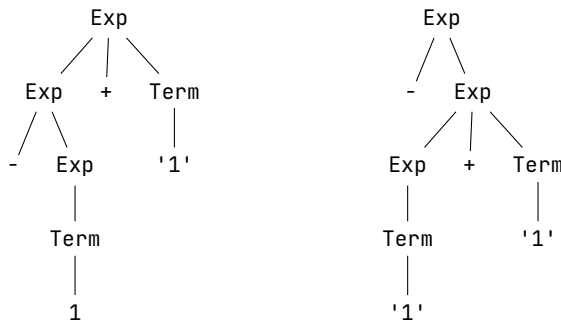 Exp Exp
Exp + Term - Exp
- Exp '1' Exp + Term
Term Term '1'
1 '1'